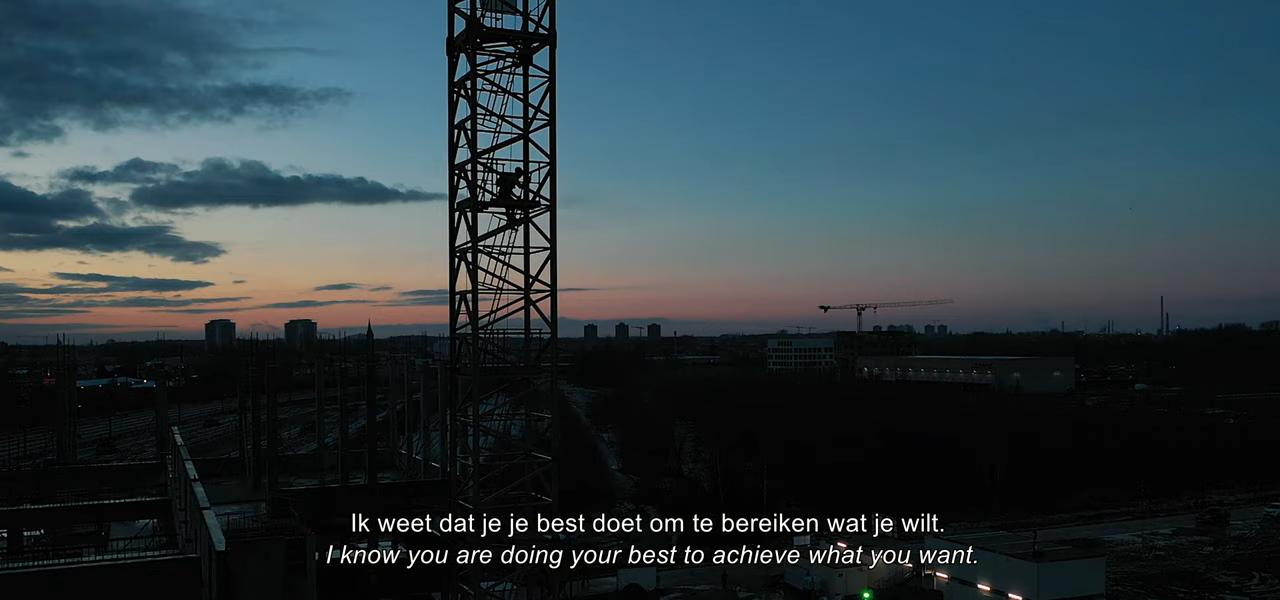 Ik weet dat je je best doet om te bereiken wat je wilt.
I know you are doing your best to achieve what you want.